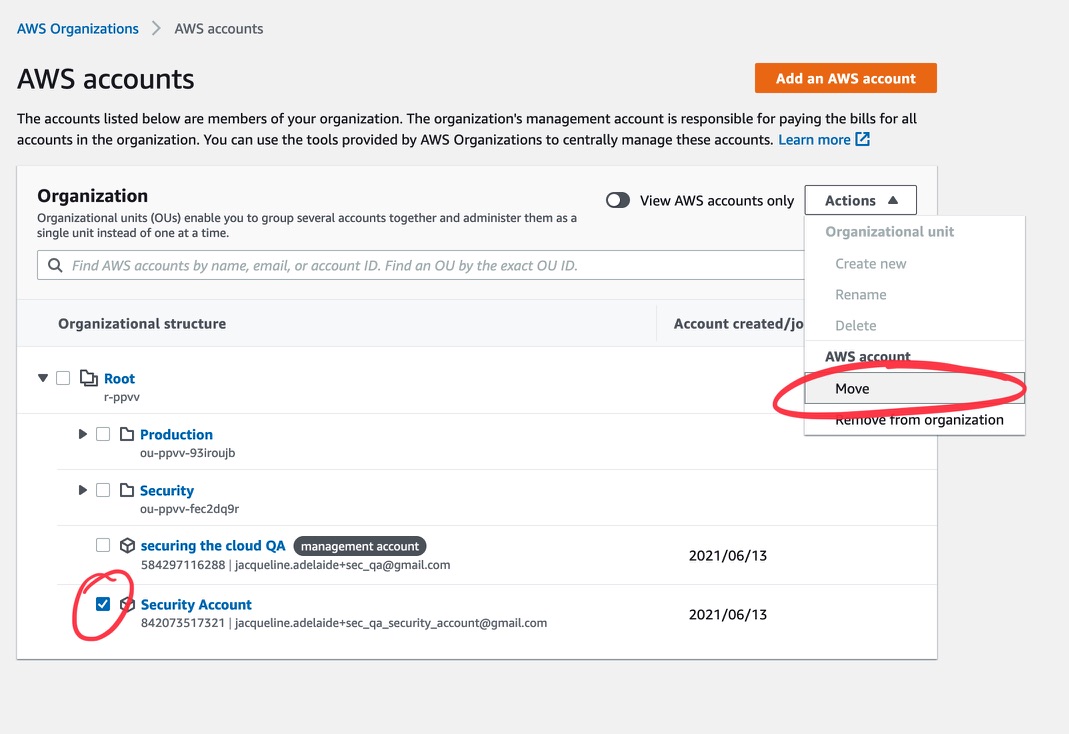 AWS Organizations > AWS accounts
AWS accounts
Add an AWS account
The accounts listed below are members of your organization. The organization's management account is responsible for paying the bills for all
accounts in the organization. You can use the tools provided by AWS Organizations to centrally manage these accounts. Learn more
Organization
Organizational units (OUs) enable you to group several accounts together and administer them as a
single unit instead of one at a time.
View AWS accounts only
Actions
Organizational unit
Create new
Rename
Delete
AWS account
Move
Remove from organization
Find AWS accounts by name, email, or account ID. Find an OU by the exact OU ID.
Organizational structure
Account created/jo
Root
r-ppvv
Production
ou-ppvv-93iroujb
Security
ou-ppvv-fec2dq9r
securing the cloud QA management account
584297116288 | jacqueline.adelaide+sec_qa@gmail.com
2021/06/13
Security Account
842073517321 | jacqueline.adelaide+sec_qa_security_account@gmail.com
2021/06/13